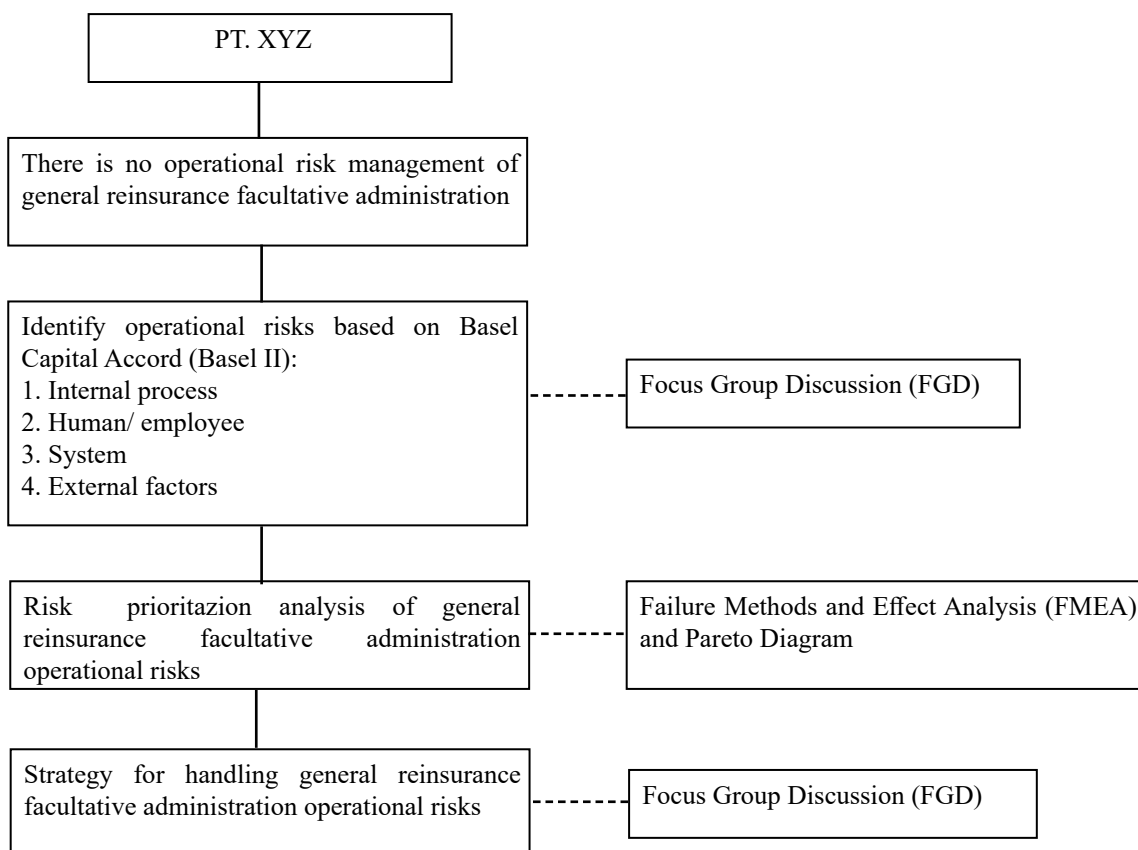 PT. XYZ
There is no operational risk management of
general reinsurance facultative administration
Identify operational risks based on Basel
Capital Accord (Basel II):
1. Internal process
2. Human/ employee
3. System
4. External factors
Focus Group Discussion (FGD)
Risk prioritazion analysis of general
reinsurance facultative administration
operational risks
Failure Methods and Effect Analysis (FMEA)
and Pareto Diagram
Strategy for handling general reinsurance
facultative administration operational risks
Focus Group Discussion (FGD)